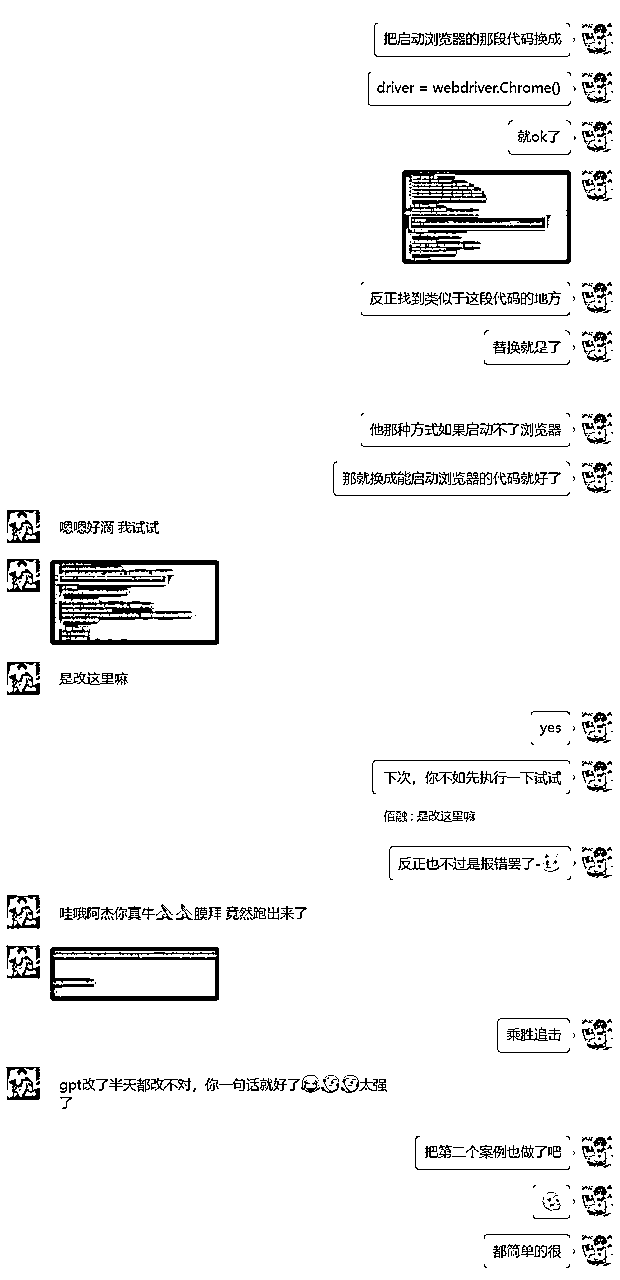 把启动浏览器的那段代码换成
driver = webdriver.Chrome()
就ok了
反正找到类似于这段代码的地方
替换就是了
他那种方式如果启动不了浏览器
那就换成能启动浏览器的代码就好了
嗯嗯好滴 我试试
是改这里嘛
yes
下次，你不如先执行一下试试
佰融：是改这里嘛
反正也不过是报错罢了-
哇哦阿杰你真牛 膜拜 竟然跑出来了
乘胜追击
gpt改了半天都改不对，你一句话就好了 太强
了
把第二个案例也做了吧
都简单的很